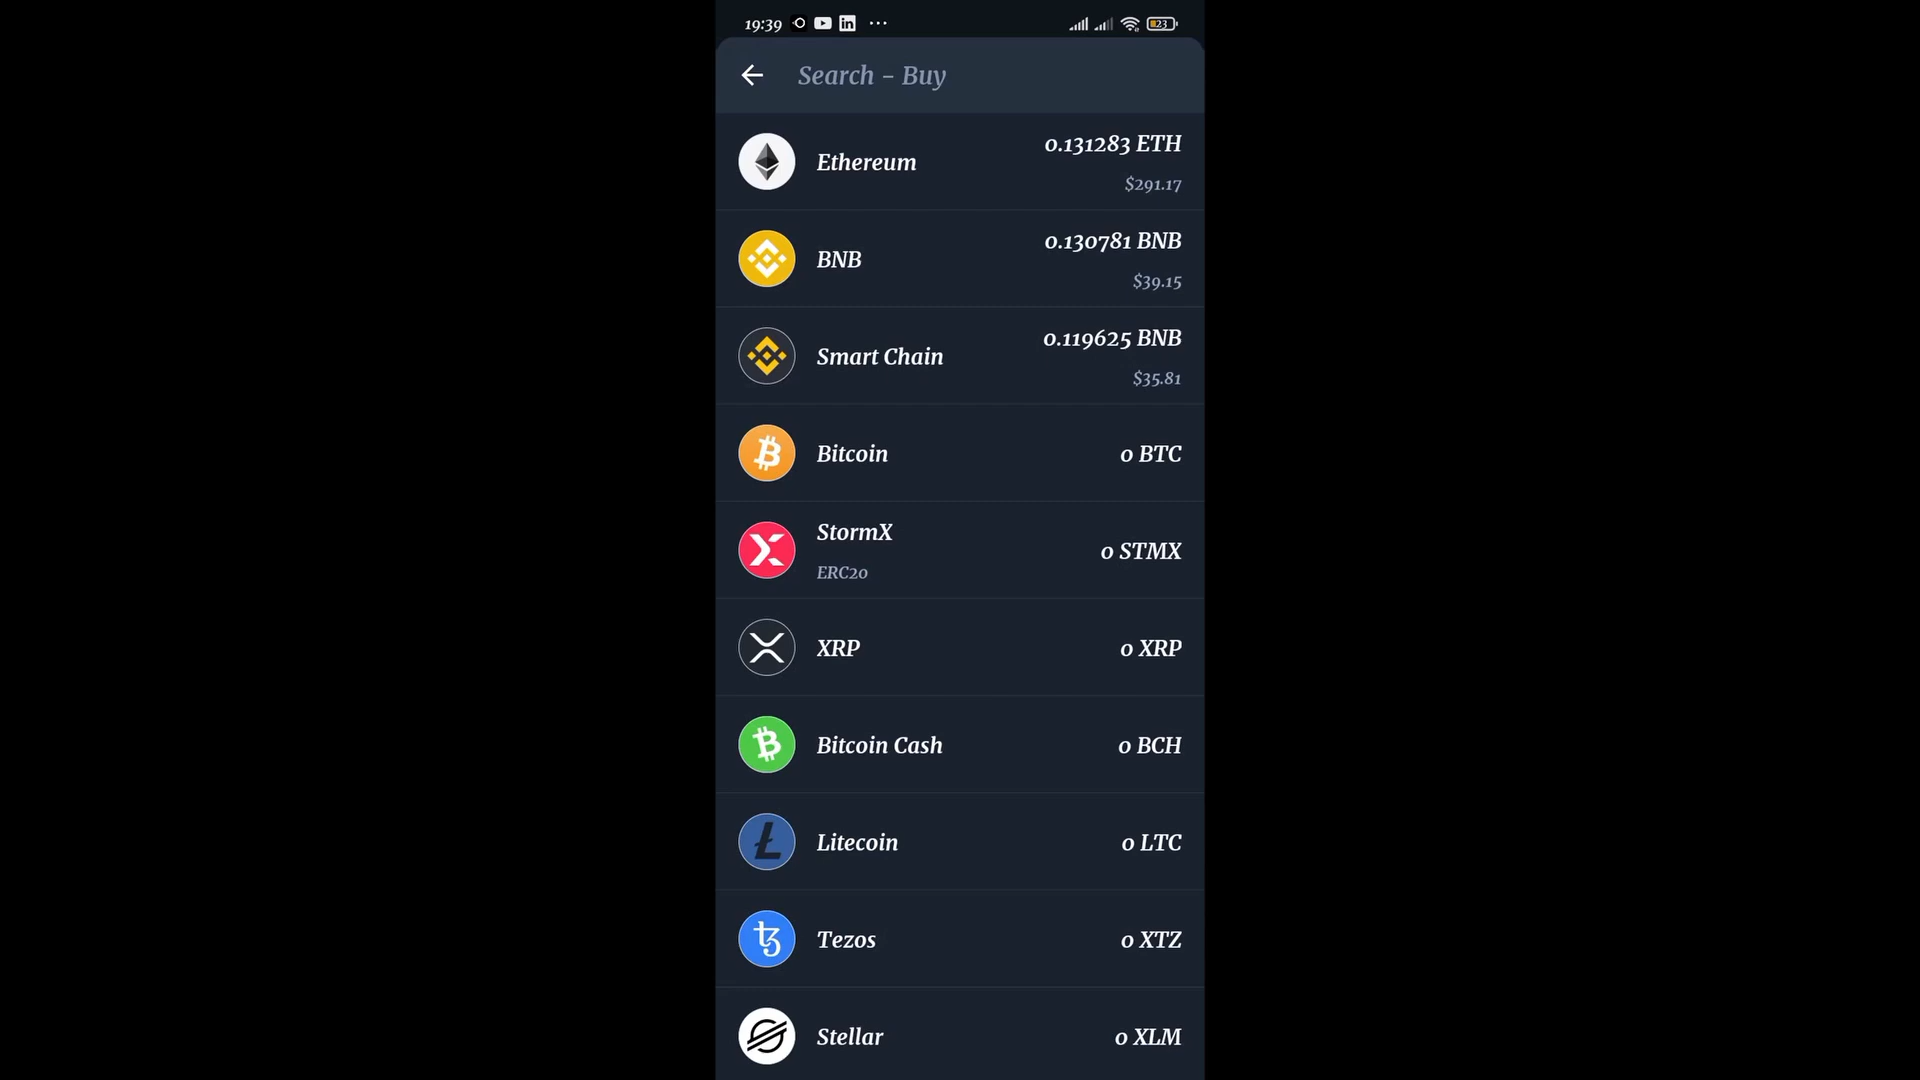 19:39 in ... 23
Search - Buy
Ethereum 0.131283 ETH
$291.17
BNB 0.130781 BNB
$39.15
Smart Chain 0.119625 BNB
$35.81
Bitcoin 0 BTC
StormX
ERC20 0 STMX
XRP 0 XRP
Bitcoin Cash 0 BCH
Litecoin 0 LTC
Tezos 0 XTZ
Stellar 0 XLM